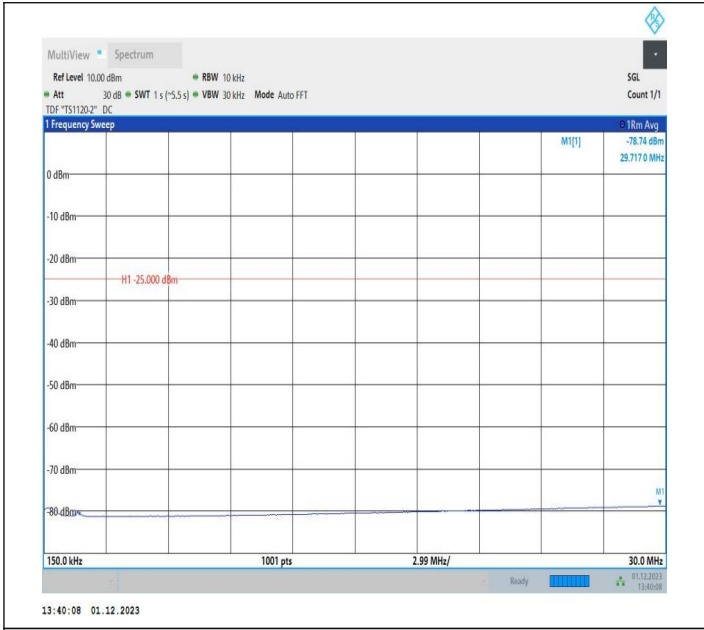 R S
MultiView Spectrum
Ref Level 10.00 dBm RBW 10 kHz SGL
Att 30 dB SWT 1 s (~5.5 s) VBW 30 kHz Mode Auto FFT Count 1/1
TDF "TS1120-2" DC
1 Frequency Sweep 1Rm Avg
M1[1] -78.74 dBm
29.717 0 MHz
0 dBm
-10 dBm
-20 dBm
H1 -25.000 dBm
-30 dBm
-40 dBm
-50 dBm
-60 dBm
-70 dBm
M1
-80 dBm
150.0 kHz 1001 pts 2.99 MHz/ 30.0 MHz
Ready 01.12.2023
13:40:08
13:40:08 01.12.2023